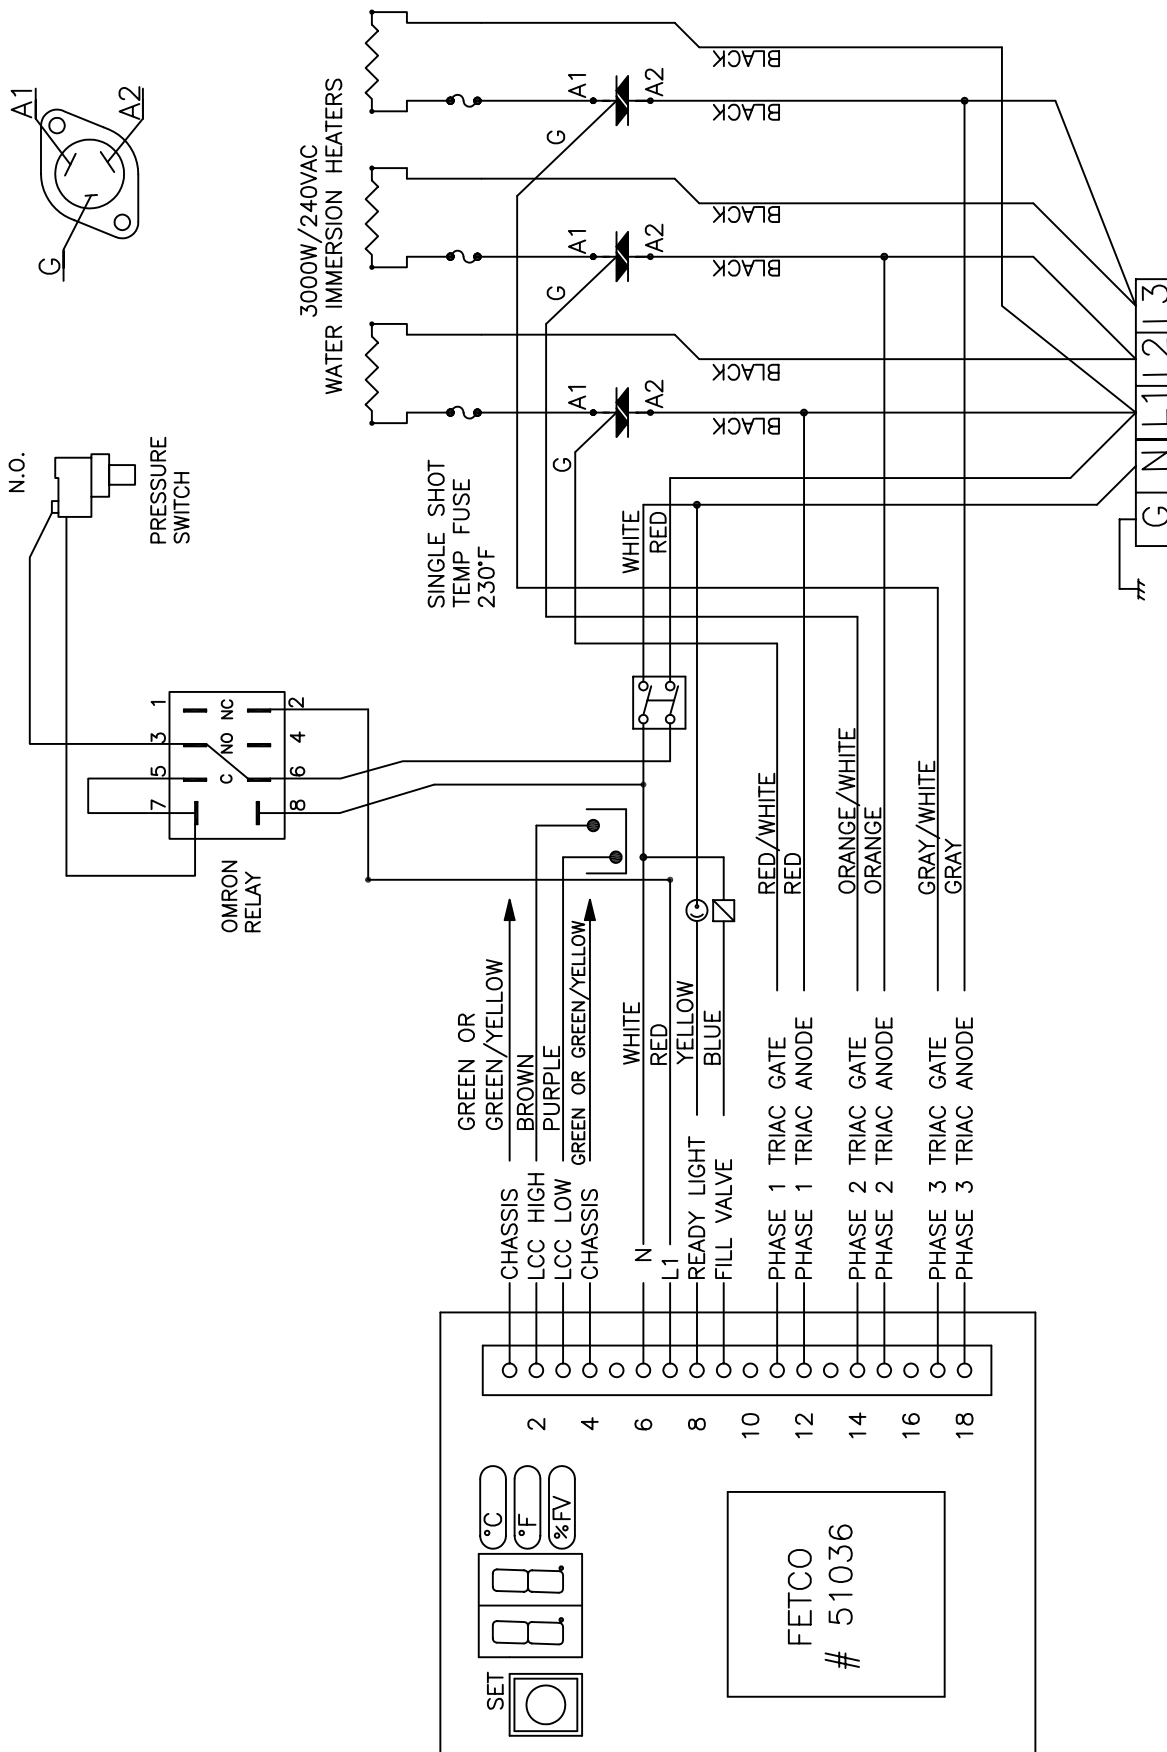 A1
A2
G
3000W/240VAC
WATER IMMERSION HEATERS
N.O.
PRESSURE
SWITCH
SINGLE SHOT
TEMP FUSE
230°F
BLACK
A1
A2
G
BLACK
BLACK
A1
A2
G
BLACK
BLACK
A1
A2
G
BLACK
G N L1 L2 L3
WHITE
RED
1
3
5
7
NC
NO
C
2
4
6
8
OMRON
RELAY
GREEN OR
GREEN/YELLOW
BROWN
PURPLE
GREEN OR GREEN/YELLOW
WHITE
RED
YELLOW
BLUE
RED/WHITE
RED
ORANGE/WHITE
ORANGE
GRAY/WHITE
GRAY
CHASSIS
LCC HIGH
LCC LOW
CHASSIS
N
L1
READY LIGHT
FILL VALVE
PHASE 1 TRIAC GATE
PHASE 1 TRIAC ANODE
PHASE 2 TRIAC GATE
PHASE 2 TRIAC ANODE
PHASE 3 TRIAC GATE
PHASE 3 TRIAC ANODE
2
4
6
8
10
12
14
16
18
°C
°F
%FV
SET
FETCO
# 51036